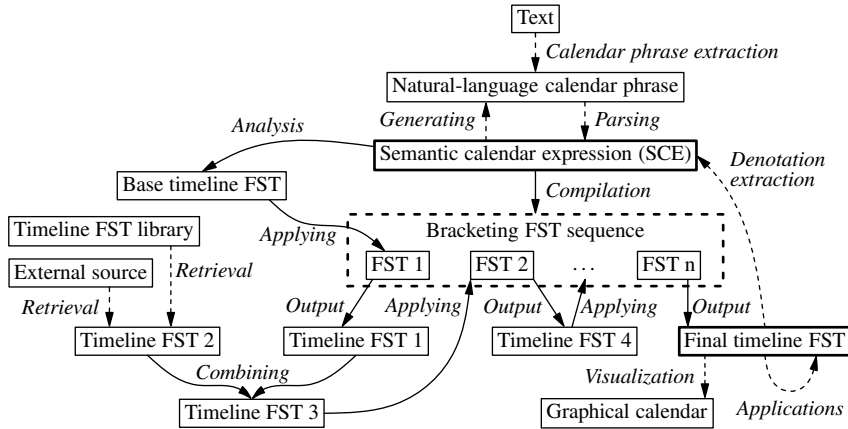 Text
Calendar phrase extraction
Natural-language calendar phrase
Generating
Parsing
Analysis
Semantic calendar expression (SCE)
Denotation
extraction
Base timeline FST
Compilation
Timeline FST library
Applying
Bracketing FST sequence
External source
Retrieval
FST 1
FST 2
...
FST n
Retrieval
Output
Applying
Output
Applying
Output
Timeline FST 2
Timeline FST 1
Timeline FST 4
Final timeline FST
Combining
Visualization
Timeline FST 3
Graphical calendar
Applications